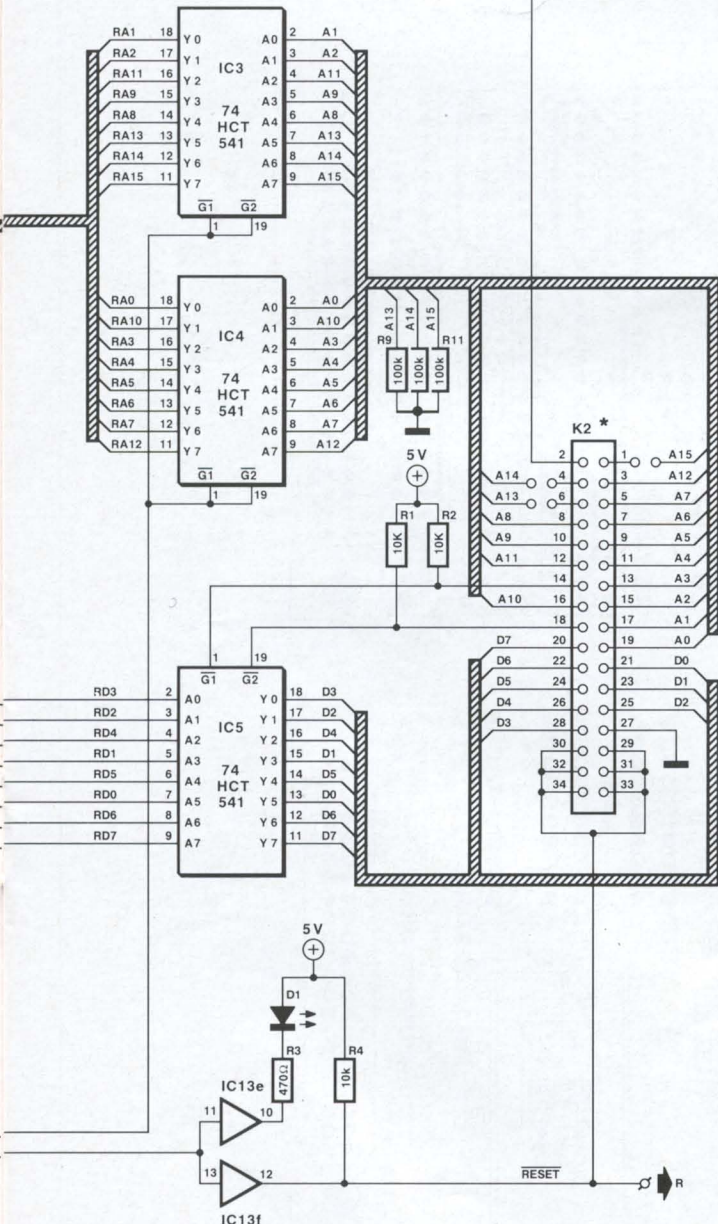 RA1 18 Y0 A0 2 A1
RA2 17 Y1 A1 3 A2
RA11 16 Y2 IC3 A2 4 A11
RA9 15 Y3 A3 5 A9
RA8 14 Y4 74 A4 6 A8
RA13 13 Y5 HCT A5 7 A13
RA14 12 Y6 541 A6 8 A14
RA15 11 Y7 A7 9 A15
G1 G2
1 19
RA0 18 Y0 A0 2 A0
RA10 17 Y1 A1 3 A10
RA3 16 Y2 IC4 A2 4 A3
RA4 15 Y3 A3 5 A4
RA5 14 Y4 74 A4 6 A5
RA6 13 Y5 HCT A5 7 A6
RA7 12 Y6 541 A6 8 A7
RA12 11 Y7 A7 9 A12
G1 G2
1 19
A13 A14 A15
R9 R11
100k 100k 100k
5V
R1 R2
10K 10K
K2 *
2 1 A15
A14 4 3 A12
A13 6 5 A7
A8 8 7 A6
A9 10 9 A5
A11 12 11 A4
14 13 A3
A10 16 15 A2
18 17 A1
D7 20 19 A0
D6 22 21 D0
D5 24 23 D1
D4 26 25 D2
D3 28 27
30 29
32 31
34 33
1 19
G1 G2
RD3 2 A0 Y0 18 D3
RD2 3 A1 Y1 17 D2
RD4 4 A2 IC5 Y2 16 D4
RD1 5 A3 Y3 15 D1
RD5 6 A4 74 Y4 14 D5
RD0 7 A5 HCT Y5 13 D0
RD6 8 A6 541 Y6 12 D6
RD7 9 A7 Y7 11 D7
5V
D1
R3 R4
470Ω 10k
IC13e
11 10
13 12
IC13f
RESET
R